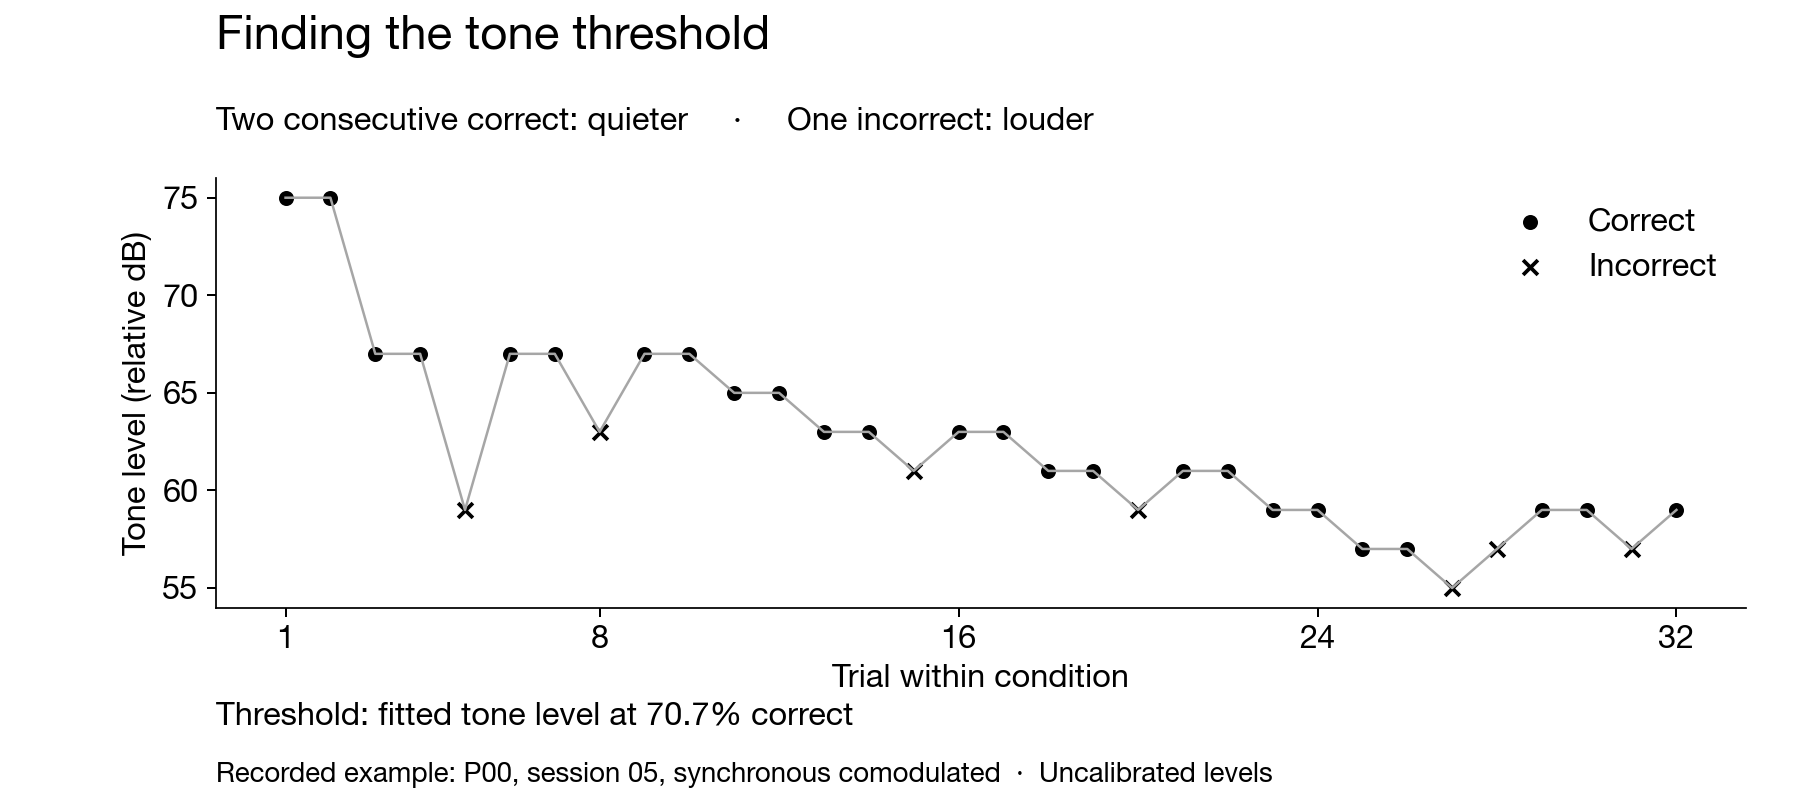 Finding the tone threshold
Two consecutive correct: quieter · One incorrect: louder
Tone level (relative dB)
75
70
65
60
55
Correct
Incorrect
1 8 16 24 32
Trial within condition
Threshold: fitted tone level at 70.7% correct
Recorded example: P00, session 05, synchronous comodulated · Uncalibrated levels